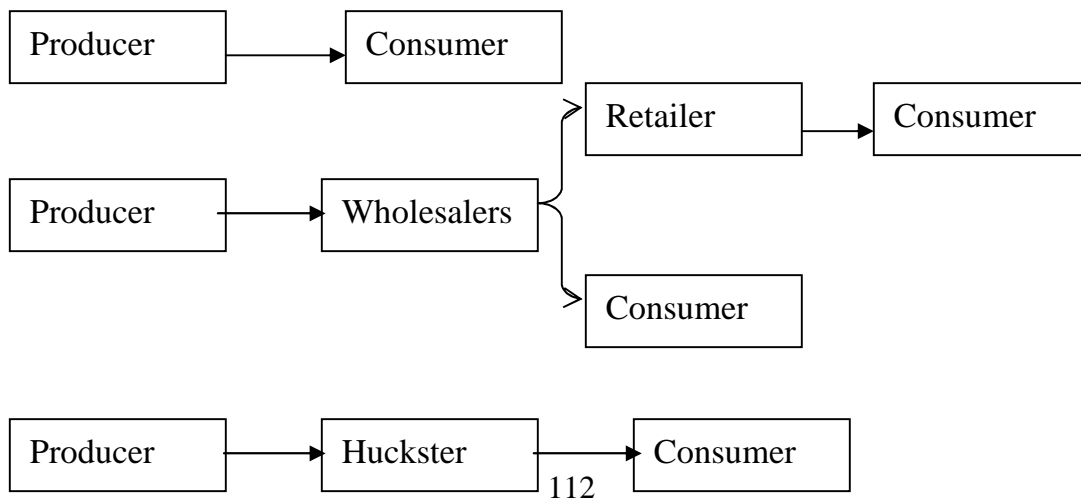 Producer
Consumer
Retailer
Consumer
Producer
Wholesalers
Consumer
Producer
Huckster
Consumer
112